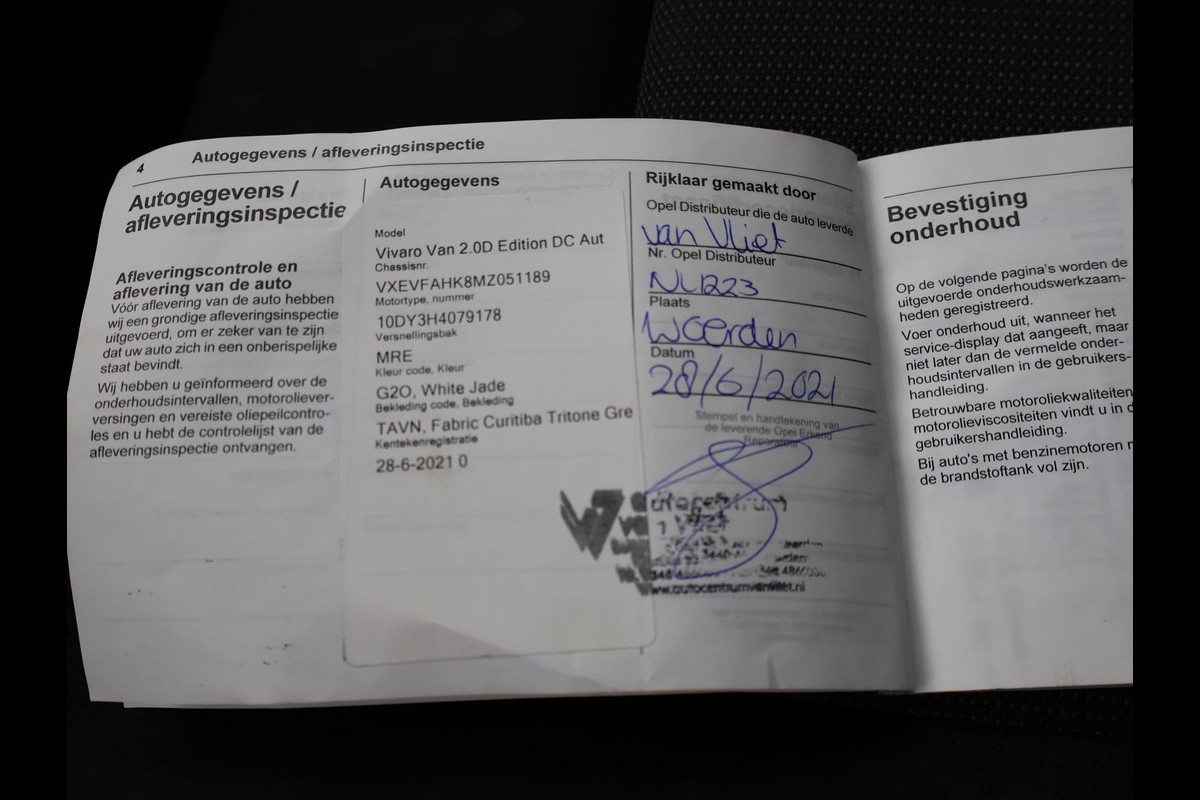 4
Autogegevens / afleveringsinspectie
Autogegevens /
afleveringsinspectie
Afleveringscontrole en
aflevering van de auto
Vóór aflevering van de auto hebben
wij een grondige afleveringsinspectie
uitgevoerd, om er zeker van te zijn
dat uw auto zich in een onberispelijke
staat bevindt.
Wij hebben u geïnformeerd over de
onderhoudsintervallen, motoroliever-
versingen en vereiste oliepeilcontro-
les en u hebt de controlelijst van de
afleveringsinspectie ontvangen.
Autogegevens
Model
Vivaro Van 2.0D Edition DC Aut
Chassisnr.
VXEVFAHK8MZ051189
Motortype, nummer
10DY3H4079178
Versnellingsbak
MRE
Kleur code, Kleur
G2O, White Jade
Bekleding code, Bekleding
TAVN, Fabric Curitiba Tritone Gre
Kentekenregistratie
28-6-2021 0
Rijklaar gemaakt door
Opel Distributeur die de auto leverde
van Vliet
Nr. Opel Distributeur
NL1223
Plaats
Woerden
Datum
28/6/2021
Stempel en handtekening van
de leverende Opel Erkend
Reparateur
autocentrum
www.autocentrumvanvliet.nl
Bevestiging
onderhoud
Op de volgende pagina's worden de
uitgevoerde onderhoudswerkzaam-
heden geregistreerd.
Voer onderhoud uit, wanneer het
service-display dat aangeeft, maar
niet later dan de vermelde onder-
houdsintervallen in de gebruikers-
handleiding.
Betrouwbare motoroliekwaliteiten
motorolieviscositeiten vindt u in
gebruikershandleiding.
Bij auto's met benzinemotoren
de brandstoftank vol zijn.